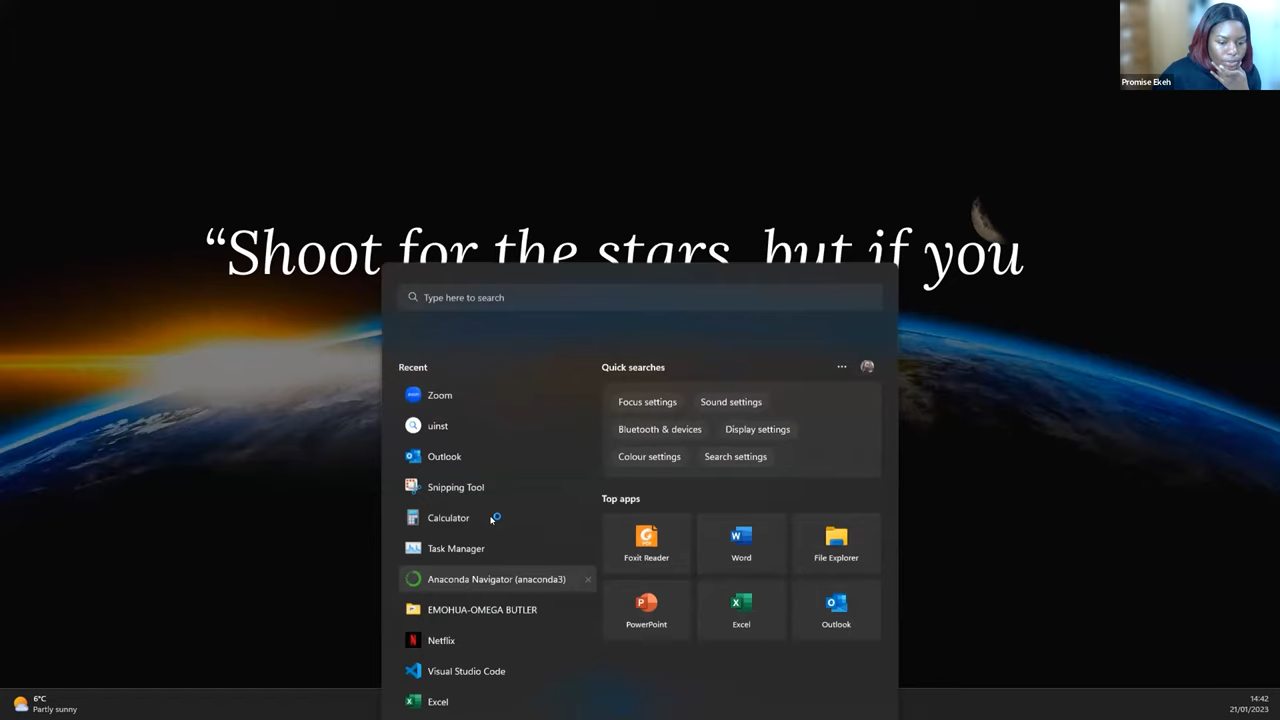 Promise Ekeh
“Shoot for the stars, but if you
Type here to search
Recent
Zoom
uinst
Outlook
Snipping Tool
Calculator
Task Manager
Anaconda Navigator (anaconda3)
EMOHUA-OMEGA BUTLER
Netflix
Visual Studio Code
Excel
Quick searches
Focus settings
Sound settings
Bluetooth & devices
Display settings
Colour settings
Search settings
Top apps
Foxit Reader
Word
File Explorer
PowerPoint
Excel
Outlook
6°C
Partly sunny
14:42
21/01/2023